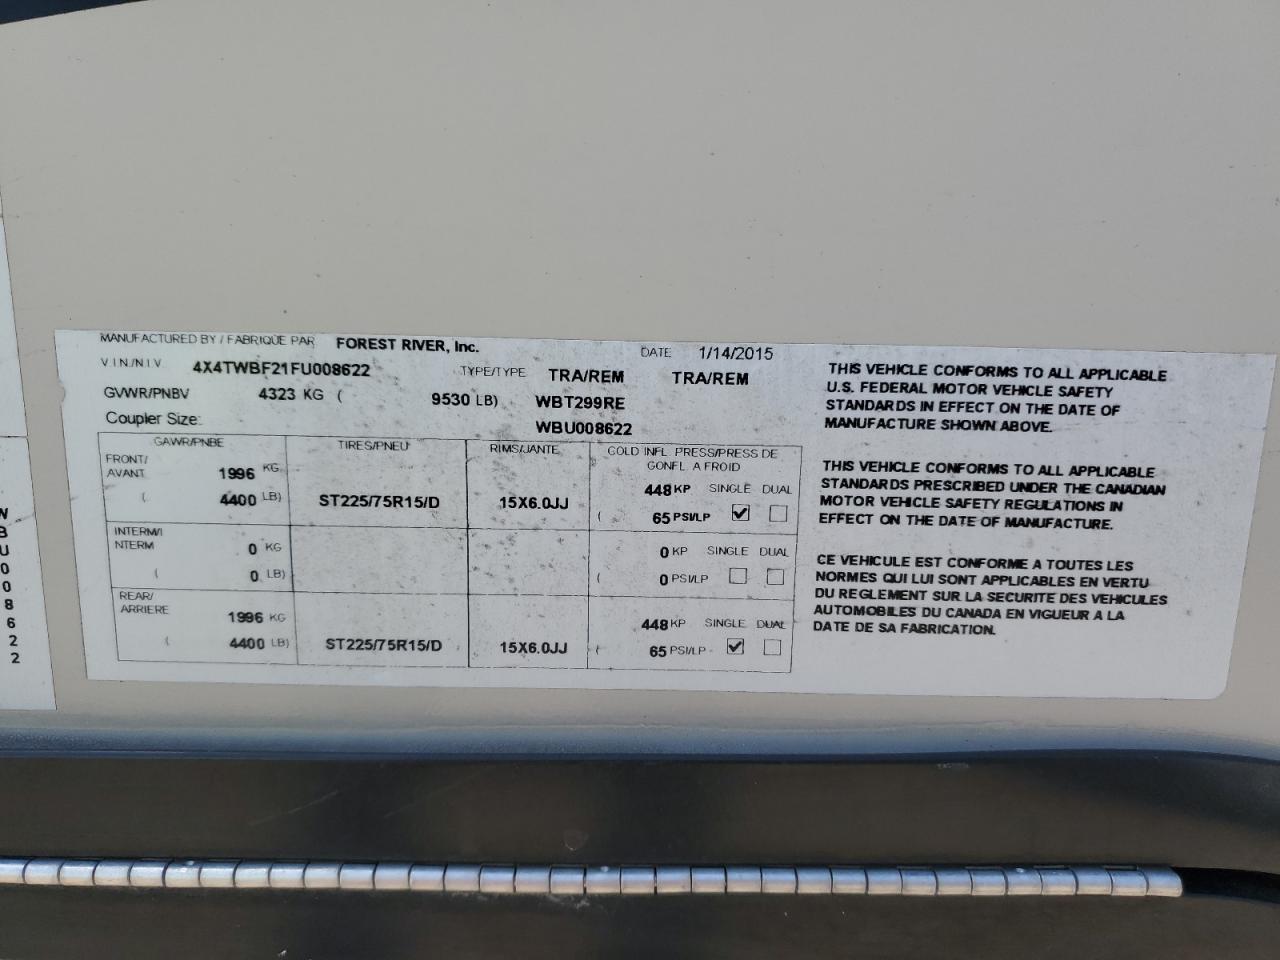 MANUFACTURED BY / FABRIQUE PAR FOREST RIVER, Inc. DATE 1/14/2015
VIN/NIV 4X4TWBF21FU008622 TYPE/TYPE TRA/REM TRA/REM
GVWR/PNBV 4323 KG ( 9530 LB) WBT299RE
Coupler Size: WBU008622
GAWR/PNBE TIRES/PNEU RIMS/JANTE COLD INFL. PRESS/PRESS DE
GONFL. A FROID
FRONT/
AVANT 1996 KG 448 KP SINGLE DUAL
( 4400 LB) ST225/75R15/D 15X6.0JJ ( 65 PSI/LP
INTERM/I
NTERM 0 KG 0 KP SINGLE DUAL
( 0 LB) ( 0 PSI/LP
REAR/
ARRIERE 1996 KG 448 KP SINGLE DUAL
( 4400 LB) ST225/75R15/D 15X6.0JJ ( 65 PSI/LP
THIS VEHICLE CONFORMS TO ALL APPLICABLE
U.S. FEDERAL MOTOR VEHICLE SAFETY
STANDARDS IN EFFECT ON THE DATE OF
MANUFACTURE SHOWN ABOVE.
THIS VEHICLE CONFORMS TO ALL APPLICABLE
STANDARDS PRESCRIBED UNDER THE CANADIAN
MOTOR VEHICLE SAFETY REGULATIONS IN
EFFECT ON THE DATE OF MANUFACTURE.
CE VEHICULE EST CONFORME A TOUTES LES
NORMES QUI LUI SONT APPLICABLES EN VERTU
DU REGLEMENT SUR LA SECURITE DES VEHICULES
AUTOMOBILES DU CANADA EN VIGUEUR A LA
DATE DE SA FABRICATION.
W
B
U
0
0
8
6
2
2